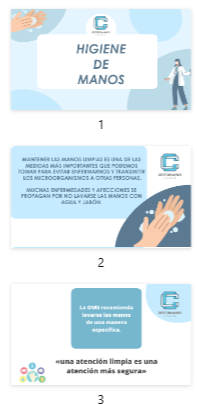 HIGIENE
DE
MANOS
1
MANTENER LAS MANOS LIMPIAS ES UNA DE LAS
MEDIDAS MÁS IMPORTANTES QUE PODEMOS
TOMAR PARA EVITAR ENFERMARNOS Y TRANSMITIR
LOS MICROORGANISMOS A OTRAS PERSONAS.
MUCHAS ENFERMEDADES Y AFECCIONES SE
PROPAGAN POR NO LAVARSE LAS MANOS CON
AGUA Y JABÓN
2
La OMS recomienda
lavarse las manos
de una manera
específica.
«una atención limpia es una
atención más segura»
3